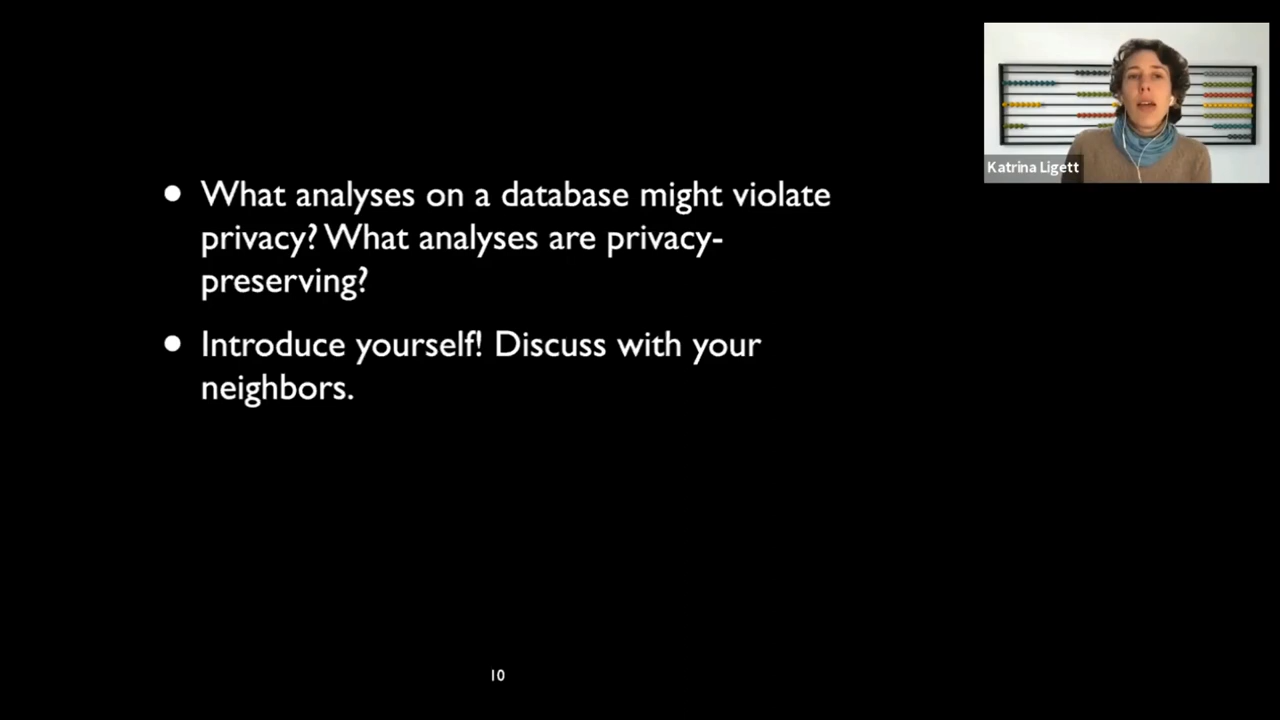 Katrina Ligett
• What analyses on a database might violate
privacy? What analyses are privacy-
preserving?
• Introduce yourself! Discuss with your
neighbors.
10